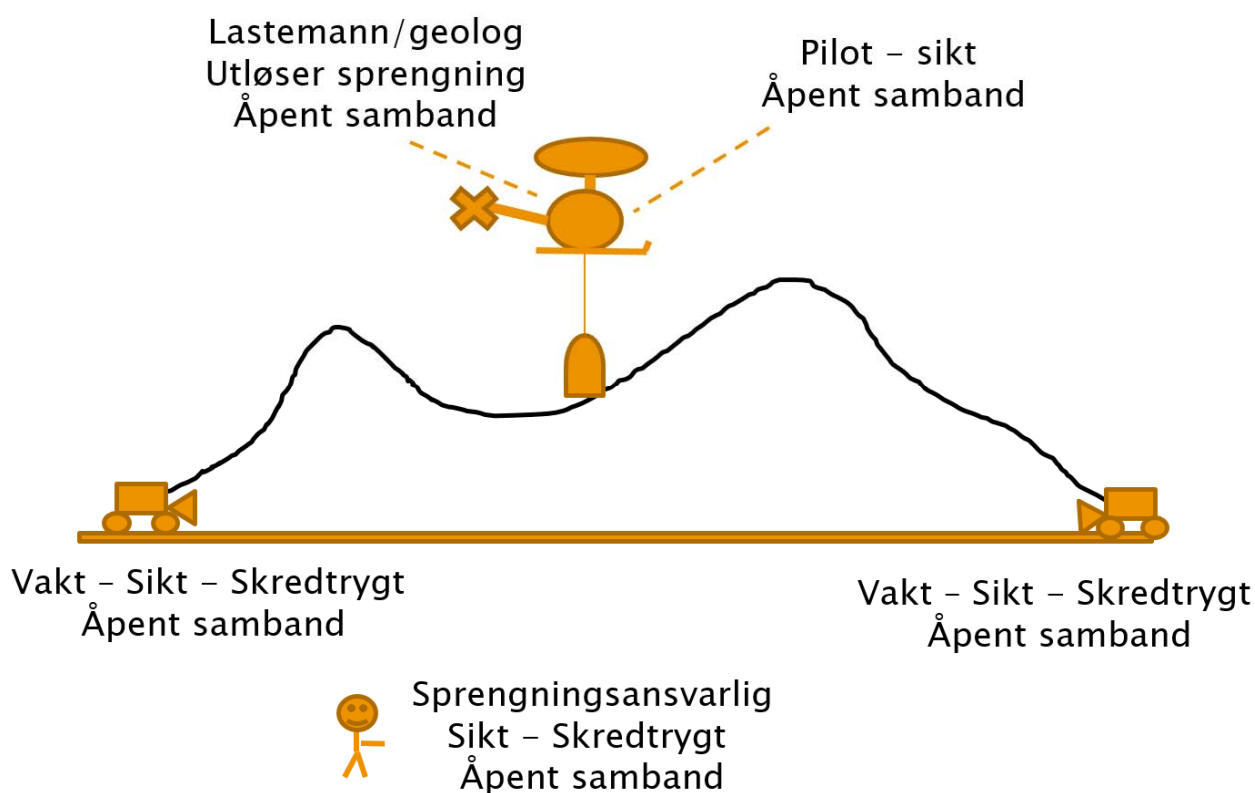 Lastemann/geolog
Utløser sprengning
Åpent samband
Pilot – sikt
Åpent samband
Vakt – Sikt – Skredtrygt
Åpent samband
Vakt – Sikt – Skredtrygt
Åpent samband
Sprengningsansvarlig
Sikt – Skredtrygt
Åpent samband